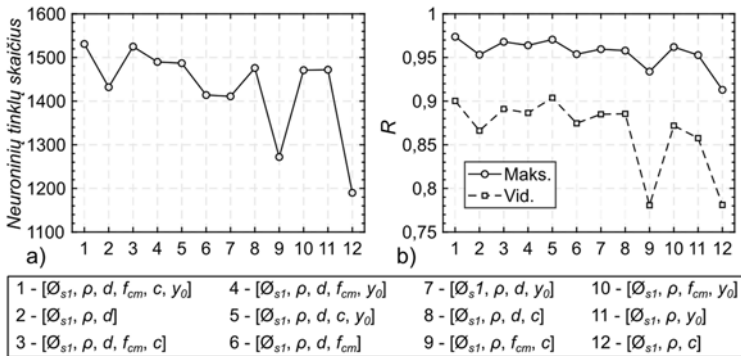 Neuroninių tinklų skaičius
1600
1500
1400
1300
1200
1100
1 2 3 4 5 6 7 8 9 10 11 12
a)
R
1
0,95
0,9
0,85
0,8
0,75
Maks.
Vid.
1 2 3 4 5 6 7 8 9 10 11 12
b)
1 - [Øs1, ρ, d, fcm, c, y0] 4 - [Øs1, ρ, d, fcm, y0] 7 - [Øs1, ρ, d, y0] 10 - [Øs1, ρ, fcm, y0]
2 - [Øs1, ρ, d] 5 - [Øs1, ρ, d, c, y0] 8 - [Øs1, ρ, d, c] 11 - [Øs1, ρ, y0]
3 - [Øs1, ρ, d, fcm, c] 6 - [Øs1, ρ, d, fcm] 9 - [Øs1, ρ, fcm, c] 12 - [Øs1, ρ, c]